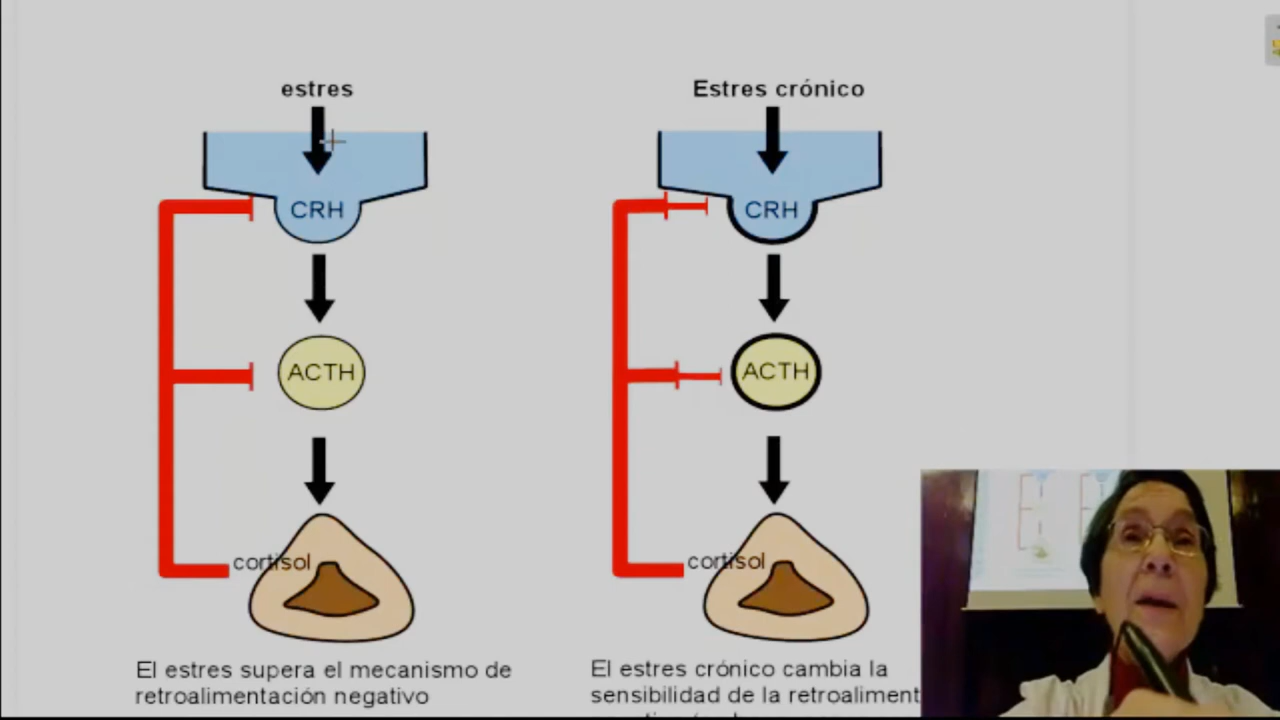 estres
CRH
ACTH
cortisol
El estres supera el mecanismo de
retroalimentación negativo
Estres crónico
CRH
ACTH
cortisol
El estres crónico cambia la
sensibilidad de la retroaliment